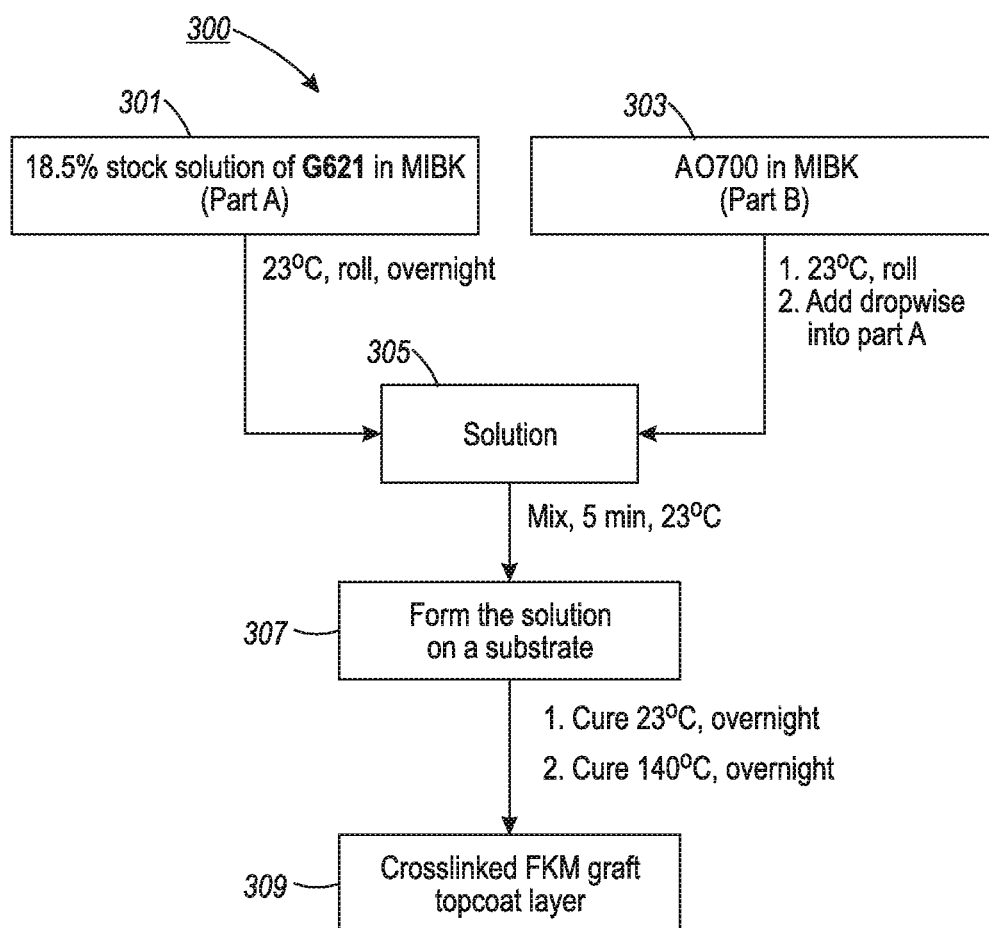 300
301
18.5% stock solution of G621 in MIBK
(Part A)
303
AO700 in MIBK
(Part B)
23°C, roll, overnight
1. 23°C, roll
2. Add dropwise
into part A
305
Solution
Mix, 5 min, 23°C
307
Form the solution
on a substrate
1. Cure 23°C, overnight
2. Cure 140°C, overnight
309
Crosslinked FKM graft
topcoat layer